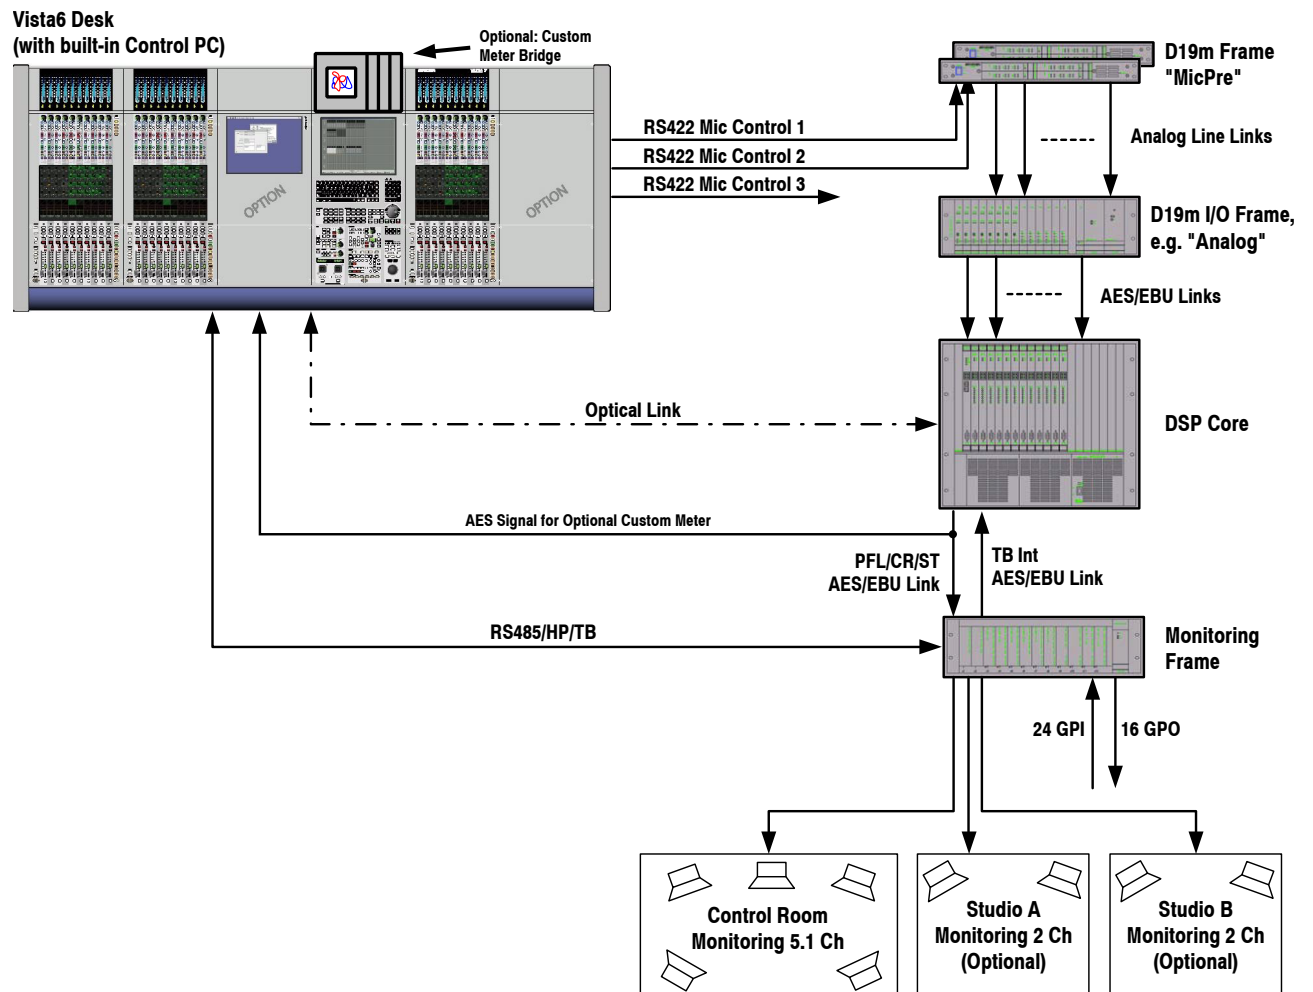 Vista6 Desk
(with built-in Control PC)
Optional: Custom
Meter Bridge
D19m Frame
"MicPre"
RS422 Mic Control 1
RS422 Mic Control 2
RS422 Mic Control 3
Analog Line Links
OPTION
OPTION
D19m I/O Frame,
e.g. "Analog"
AES/EBU Links
Optical Link
DSP Core
AES Signal for Optional Custom Meter
PFL/CR/ST
AES/EBU Link
TB Int
AES/EBU Link
RS485/HP/TB
Monitoring
Frame
24 GPI
16 GPO
Control Room
Monitoring 5.1 Ch
Studio A
Monitoring 2 Ch
(Optional)
Studio B
Monitoring 2 Ch
(Optional)